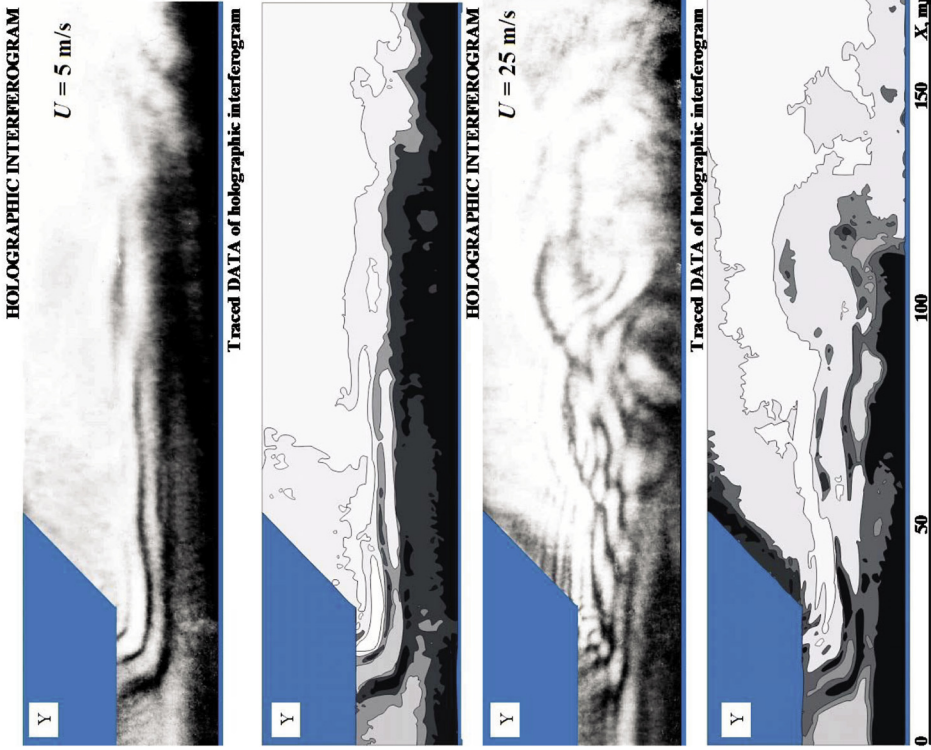 HOLOGRAPHIC INTERFEROGRAM
U = 5 m/s
Y
Traced DATA of holographic interferogram
Y
HOLOGRAPHIC INTERFEROGRAM
U = 25 m/s
Y
Traced DATA of holographic interferogram
Y
0 50 100 150 X,